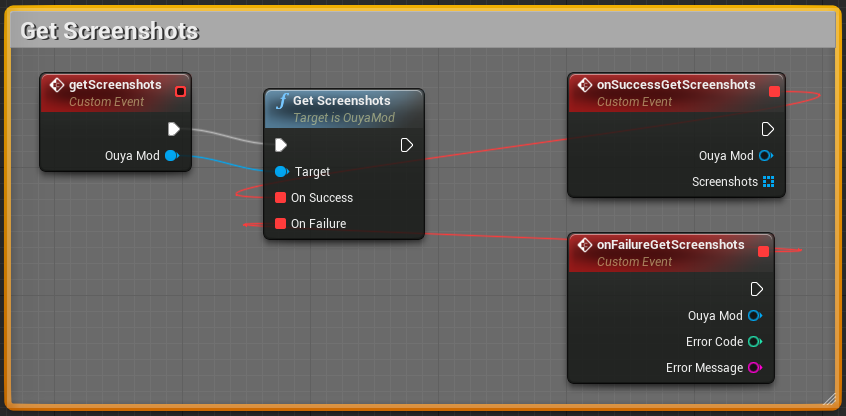 Get Screenshots
getScreenshots
Custom Event
Ouya Mod
Get Screenshots
Target is OuyaMod
Target
On Success
On Failure
onSuccessGetScreenshots
Custom Event
Ouya Mod
Screenshots
onFailureGetScreenshots
Custom Event
Ouya Mod
Error Code
Error Message